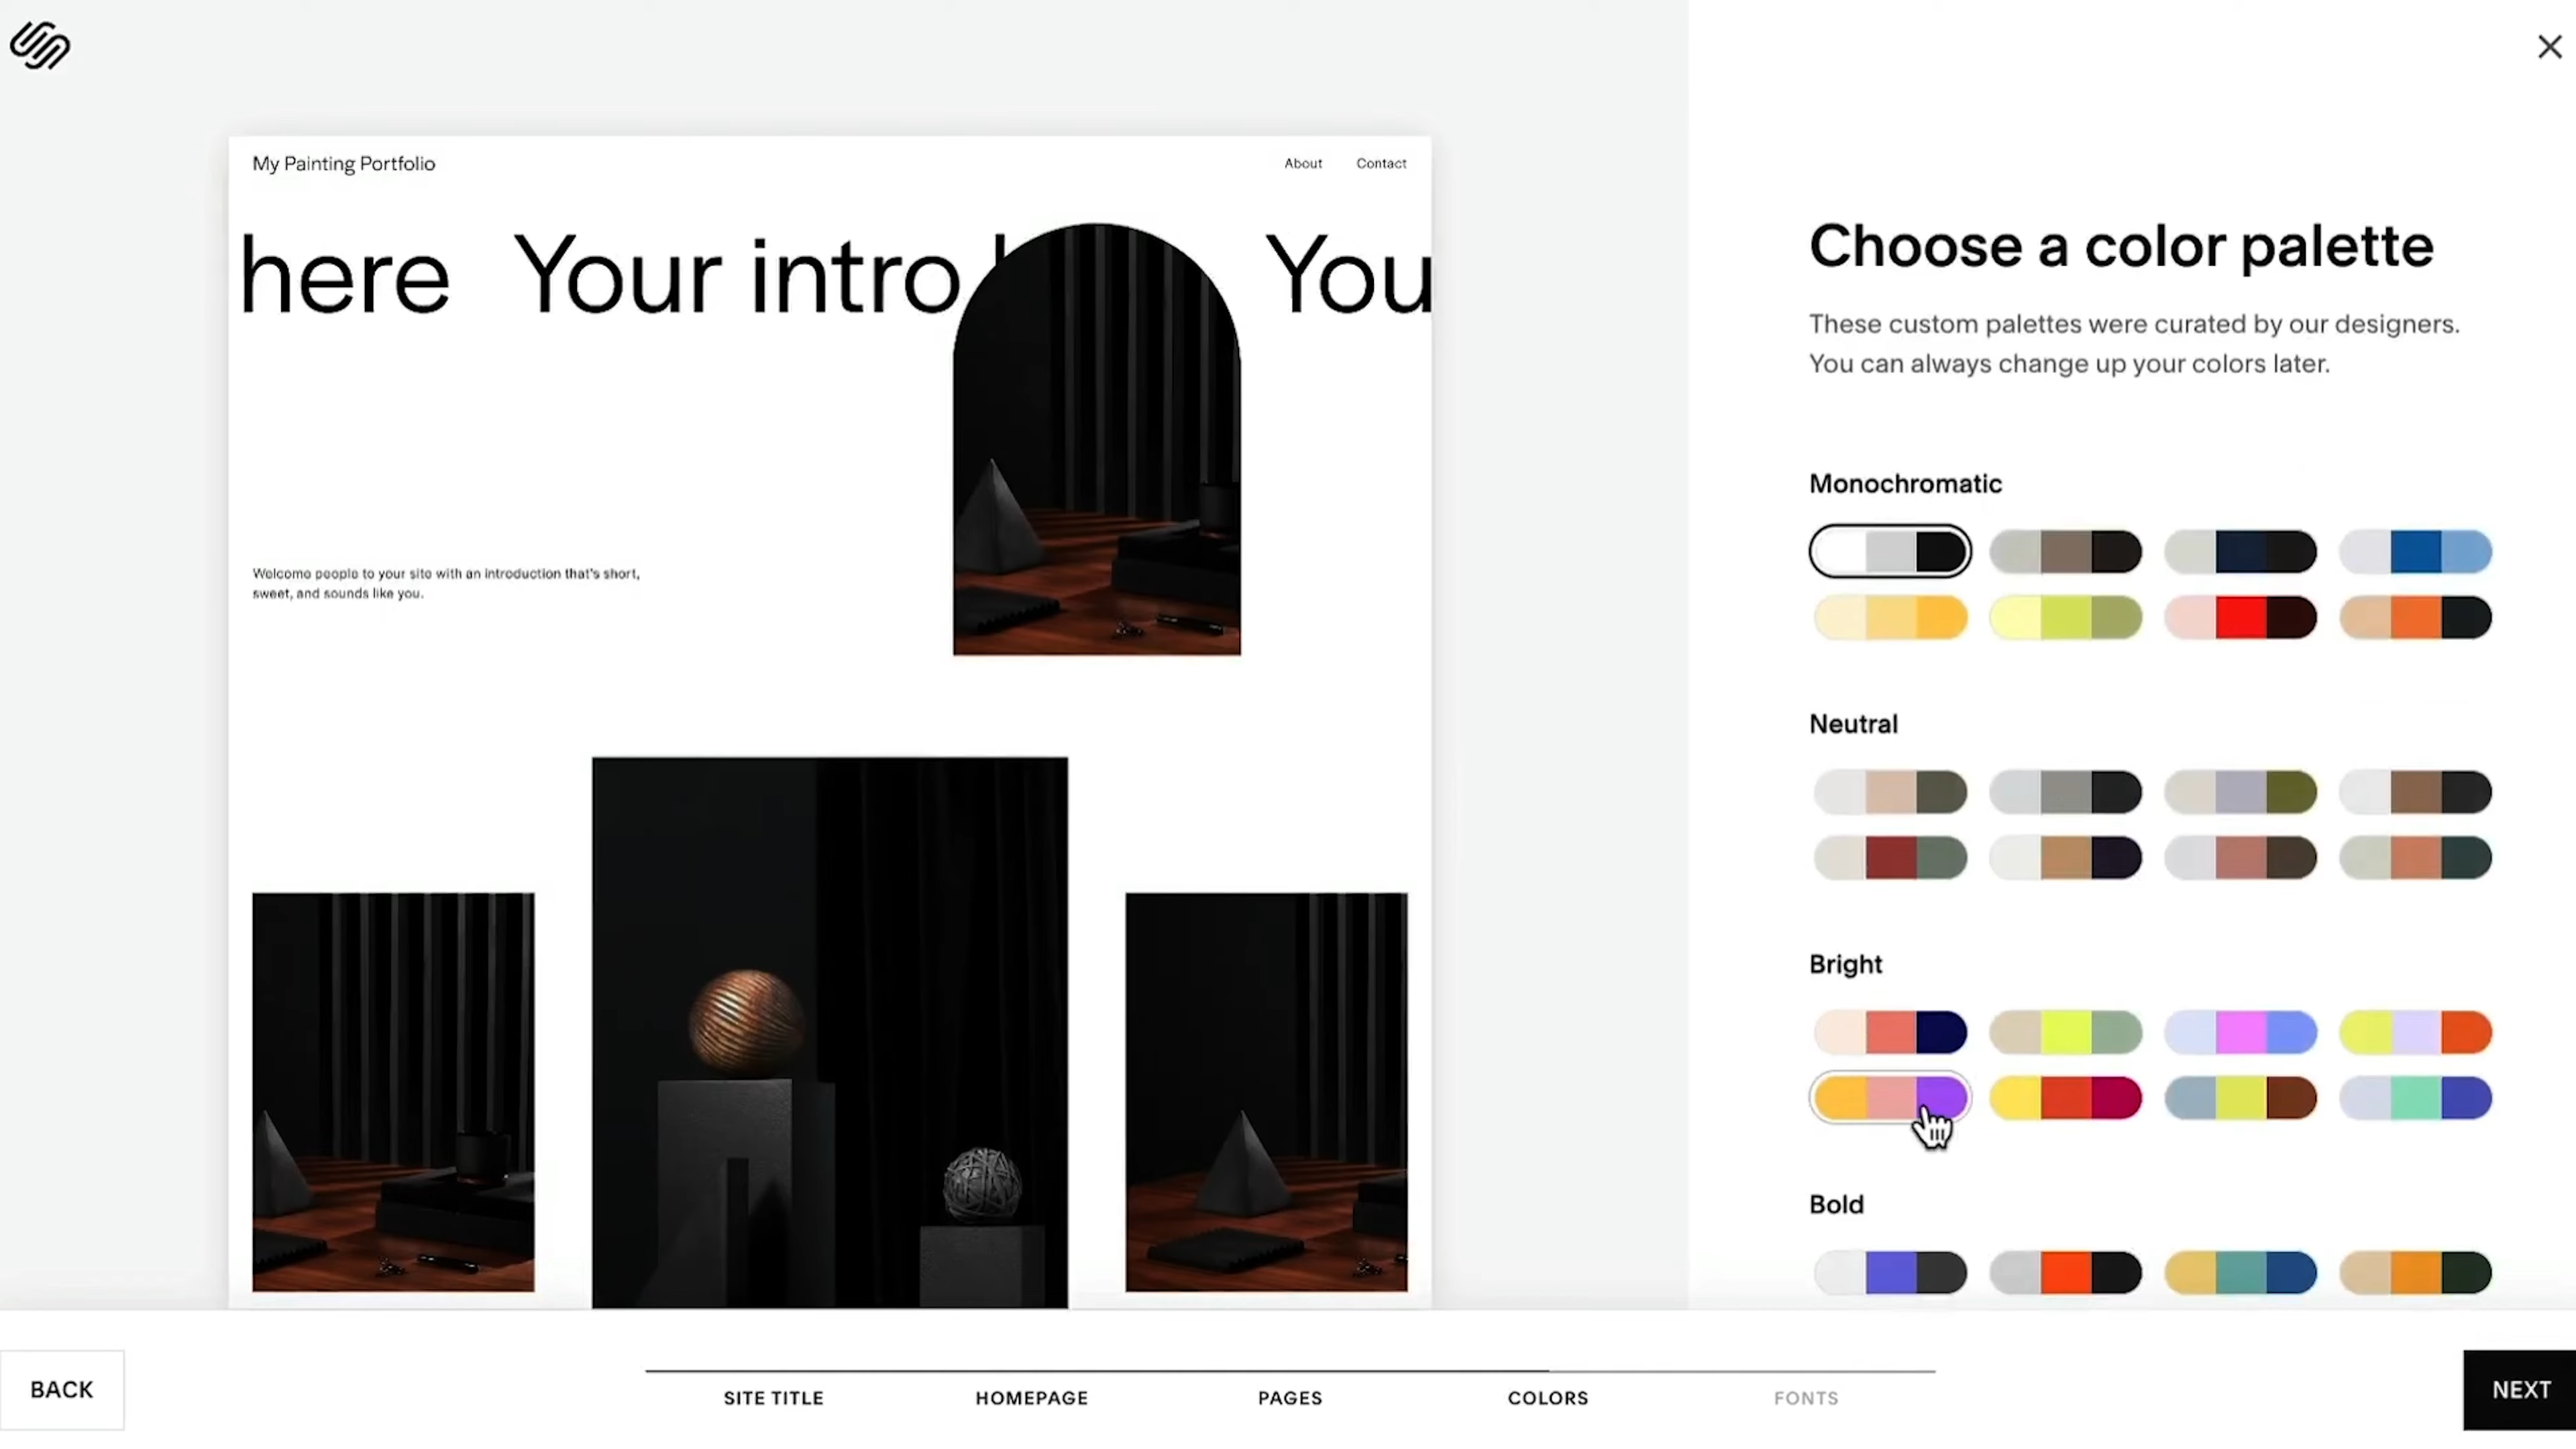 My Painting Portfolio
About
Contact
here Your intro You
Welcome people to your site with an introduction that's short,
sweet, and sounds like you.
Choose a color palette
These custom palettes were curated by our designers.
You can always change up your colors later.
Monochromatic
Neutral
Bright
Bold
BACK
SITE TITLE
HOMEPAGE
PAGES
COLORS
FONTS
NEXT